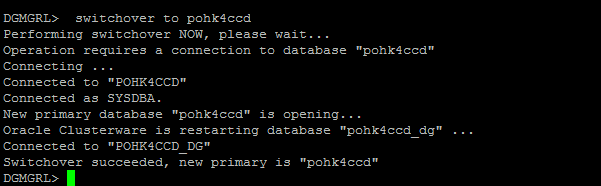 DGMGRL>  switchover to pohk4ccd
Performing switchover NOW, please wait...
Operation requires a connection to database "pohk4ccd"
Connecting ...
Connected to "POHK4CCD"
Connected as SYSDBA.
New primary database "pohk4ccd" is opening...
Oracle Clusterware is restarting database "pohk4ccd_dg" ...
Connected to "POHK4CCD_DG"
Switchover succeeded, new primary is "pohk4ccd"
DGMGRL>